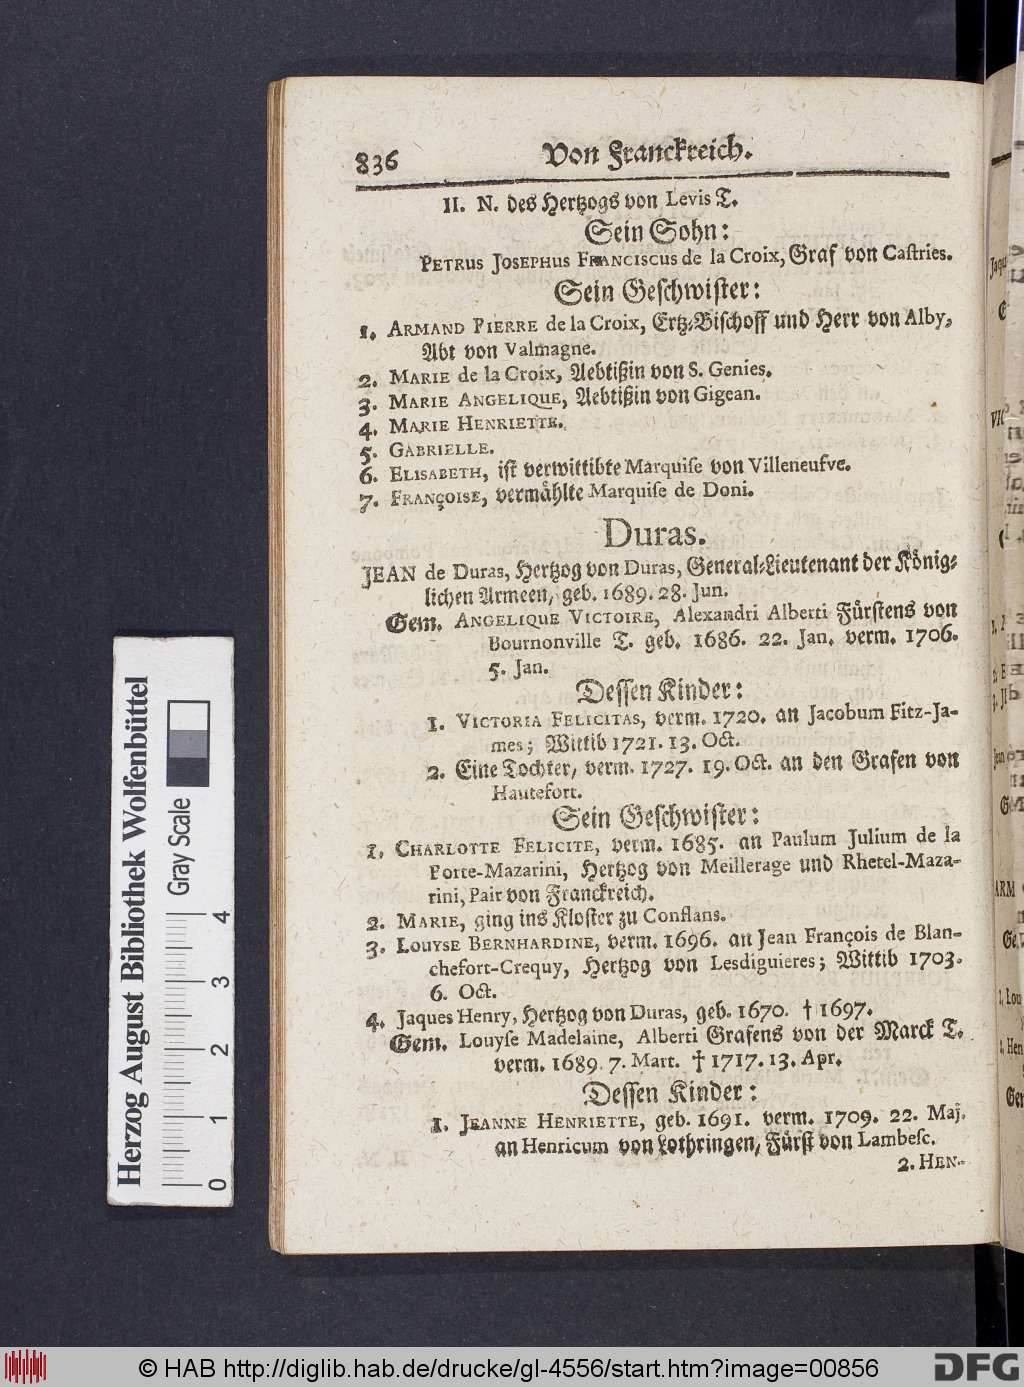 836 Von Franckreich.
II. N. des Hertzogs von Levis T.
Sein Sohn:
PETRUS JOSEPHUS FRANCISCUS de la Croix, Graf von Caſtries.
Sein Geſchwiſter:
1. ARMAND PIERRE de la Croix, Ertz-Biſchoff und Herr von Alby,
Abt von Valmagne.
2. MARIE de la Croix, Aebtißin von S. Genies.
3. MARIE ANGELIQUE, Aebtißin von Gigean.
4. MARIE HENRIETTE.
5. GABRIELLE.
6. ELISABETH, iſt verwittibte Marquiſe von Villeneufve.
7. FRANÇOISE, vermählte Marquiſe de Doni.
Duras.
JEAN de Duras, Hertzog von Duras, General-Lieutenant der König-
lichen Armeen, geb. 1689. 28. Jun.
Gem. ANGELIQUE VICTOIRE, Alexandri Alberti Fürſtens von
Bournonville T. geb. 1686. 22. Jan. verm. 1706.
5. Jan.
Deſſen Kinder:
1. VICTORIA FELICITAS, verm. 1720. an Jacobum Fitz-Ja-
mes; Wittib 1721. 13. Oct.
2. Eine Tochter, verm. 1727. 19. Oct. an den Grafen von
Hautefort.
Sein Geſchwiſter:
1. CHARLOTTE FELICITE, verm. 1685. an Paulum Julium de la
Porte-Mazarini, Hertzog von Meillerage und Rhetel-Maza-
rini, Pair von Franckreich.
2. MARIE, ging ins Kloſter zu Conflans.
3. LOUYSE BERNHARDINE, verm. 1696. an Jean François de Blan-
chefort-Crequy, Hertzog von Lesdiguieres; Wittib 1703.
6. Oct.
4. Jaques Henry, Hertzog von Duras, geb. 1670. † 1697.
Gem. Louyſe Madelaine, Alberti Grafens von der Marck T.
verm. 1689. 7. Mart. † 1717. 13. Apr.
Deſſen Kinder:
1. JEANNE HENRIETTE, geb. 1691. verm. 1709. 22. Maj.
an Henricum von Lothringen, Fürſt von Lambeſc.
2. HEN-
Herzog August Bibliothek Wolfenbüttel
Gray Scale
0 1 2 3 4
© HAB http://diglib.hab.de/drucke/gl-4556/start.htm?image=00856
DFG